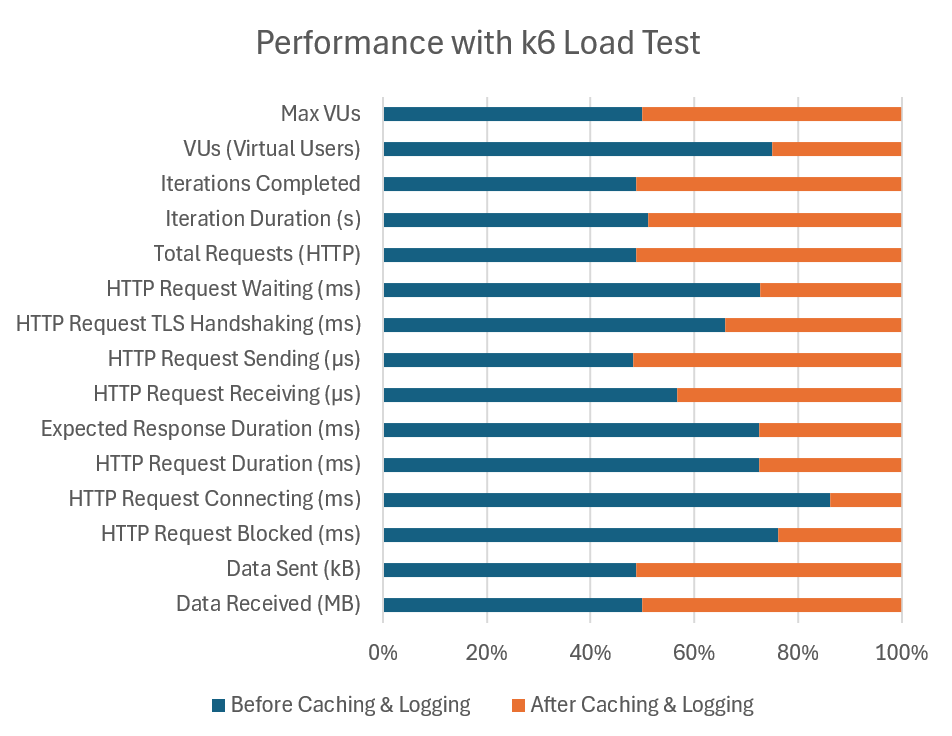 Performance with k6 Load Test
Max VUs
VUs (Virtual Users)
Iterations Completed
Iteration Duration (s)
Total Requests (HTTP)
HTTP Request Waiting (ms)
HTTP Request TLS Handshaking (ms)
HTTP Request Sending (µs)
HTTP Request Receiving (µs)
Expected Response Duration (ms)
HTTP Request Duration (ms)
HTTP Request Connecting (ms)
HTTP Request Blocked (ms)
Data Sent (kB)
Data Received (MB)
0% 20% 40% 60% 80% 100%
Before Caching & Logging After Caching & Logging